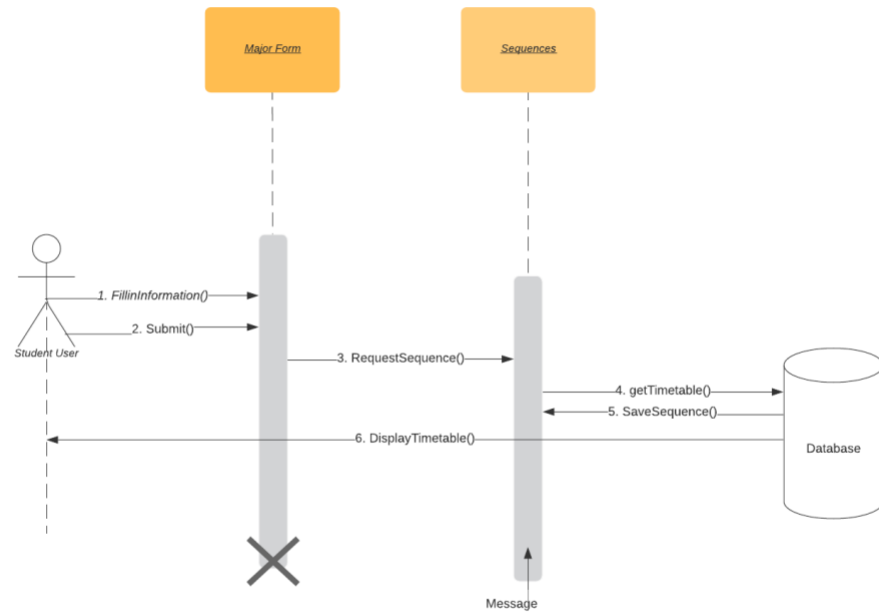 Major Form
Sequences
1. FillinInformation()
2. Submit()
Student User
3. RequestSequence()
4. getTimetable()
5. SaveSequence()
6. DisplayTimetable()
Database
Message